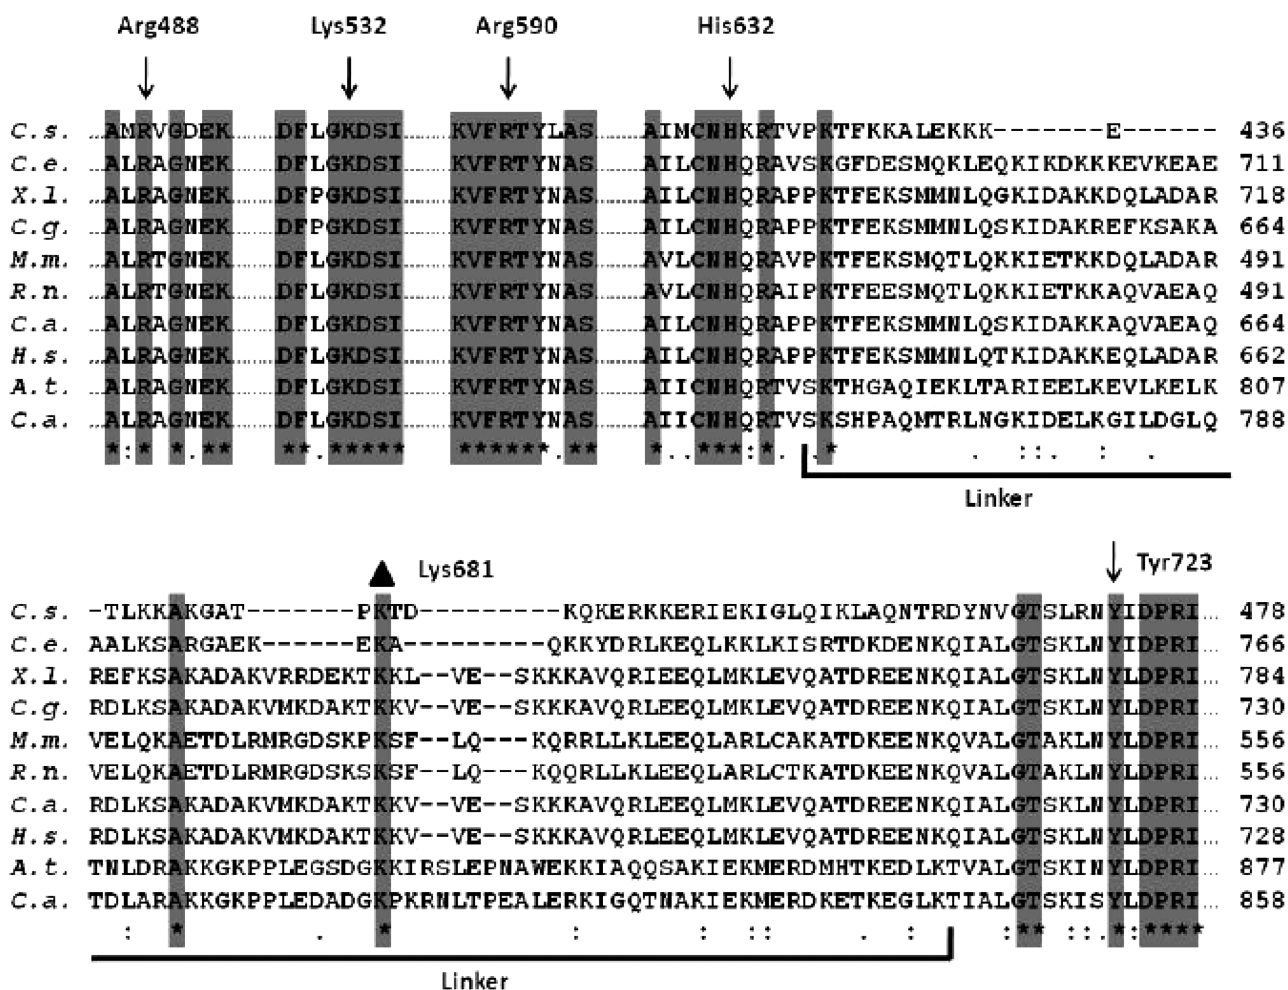 Arg488 Lys532 Arg590 His632
C.s. ...AMRVGDEK.........DFLGKDSI.........KVFRTYLAS.........AIMCNHKRTVPKTFKKALEKKK-------E------ 436
C.e. ...ALRAGNEK.........DFLGKDSI.........KVFRTYNAS.........AILCNHQRAVSKGFDESMQKLEQKIKDKKKEVKEAE 711
X.l. ...ALRAGNEK.........DFPGKDSI.........KVFRTYNAS.........AILCNHQRAPPKTFEKSMMNLQGKIDAKKDQLADAR 718
C.g. ...ALRAGNEK.........DFPGKDSI.........KVFRTYNAS.........AILCNHQRAPPKTFEKSMMNLQSKIDAKREFKSAKA 664
M.m. ...ALRTGNEK.........DFLGKDSI.........KVFRTYNAS.........AVLCNHQRAVPKTFEKSMQTLQKKIETKKDQLADAR 491
R.n. ...ALRTGNEK.........DFLGKDSI.........KVFRTYNAS.........AVLCNHQRAIPKTFEESMQTLQKKIETKKAQVAEAQ 491
C.a. ...ALRAGNEK.........DFLGKDSI.........KVFRTYNAS.........AILCNHQRAPPKTFEKSMMNLQSKIDAKKAQVAEAQ 664
H.s. ...ALRAGNEK.........DFLGKDSI.........KVFRTYNAS.........AILCNHQRAPPKTFEKSMMNLQTKIDAKKEQLADAR 662
A.t. ...ALRAGNEK.........DFLGKDSI.........KVFRTYNAS.........AIICNHQRTVSKTHGAQIEKLTARIEELKEVLKELK 807
C.a. ...ALRAGNEK.........DFLGKDSI.........KVFRTYNAS.........AIICNHQRTVSKSHPAQMTRLNGKIDELKGILDGLQ 788
*:* *.** **.***** ******.** *..***:*. .* . ::. : .
Linker
Lys681 Tyr723
C.s. -TLKKAKGAT-------PKTD---------KQKERKKERIEKIGLQIKLAQNTRDYNVGTSLRNYIDPRI... 478
C.e. AALKSARGAEK------EKA---------QKKYDRLKEQLKKLKISRTDKDENKQIALGTSKLNYIDPRI... 766
X.l. REFKSAKADAKVRRDEKTKKL--VE--SKKKAVQRIEEQLMKLEVQATDREENKQIALGTSKLNYLDPRI... 784
C.g. RDLKSAKADAKVMKDAKTKKV--VE--SKKKAVQRLEEQLMKLEVQATDREENKQIALGTSKLNYLDPRI... 730
M.m. VELQKAETDLRMRGDSKPKSF--LQ---KQRRLLKLEEQLARLCAKATDKEENKQVALGTAKLNYLDPRI... 556
R.n. VELQKAETDLRMRGDSKSKSF--LQ---KQQRLLKLEEQLARLCTKATDKEENKQVALGTAKLNYLDPRI... 556
C.a. RDLKSAKADAKVMKDAKTKKV--VE--SKKKAVQRLEEQLMKLEVQATDREENKQIALGTSKLNYLDPRI... 730
H.s. RDLKSAKADAKVMKDAKTKKV--VE--SKKKAVQRLEEQLMKLEVQATDREENKQIALGTSKLNYLDPRI... 728
A.t. TNLDRAKKGKPPLEGSDGKKIRSLEPNAWEKKIAQQSAKIEKMERDMHTKEDLKTVALGTSKINYLDPRI... 877
C.a. TDLARAKKGKPPLEDADGKPKRNLTPEALERKIGQTNAKIEKMERDKETKEGLKTIALGTSKISYLDPRI... 858
: * . * : : :: . : :** ::.*:****
Linker